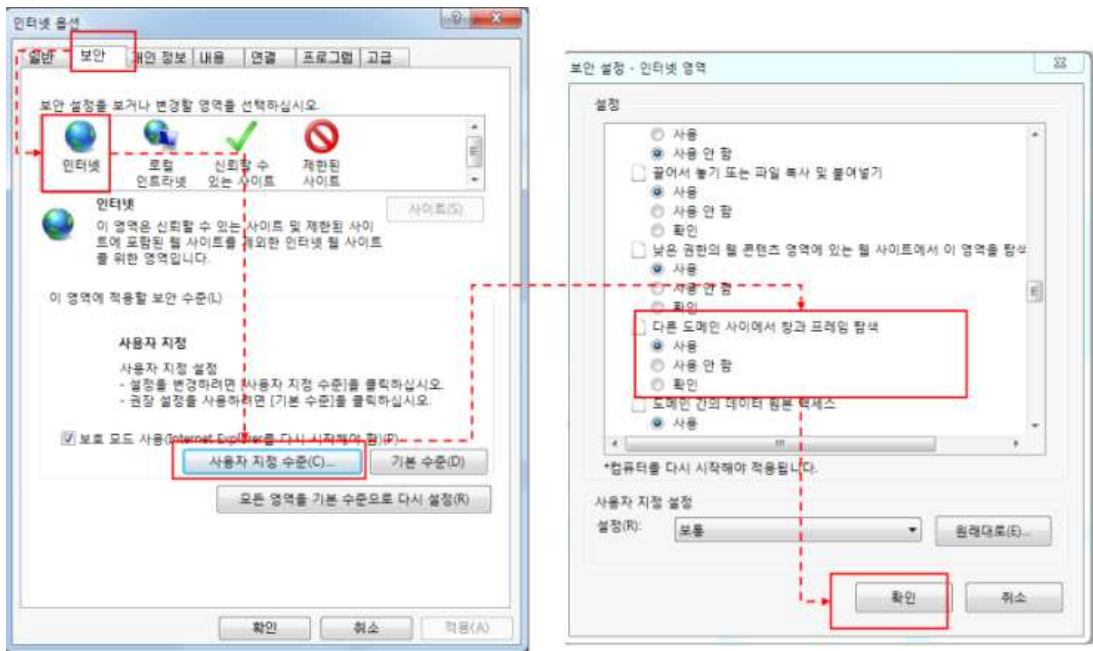 인터넷 옵션
일반 보안 개인 정보 내용 연결 프로그램 고급
보안 설정을 보거나 변경할 영역을 선택하십시오.
인터넷
로컬
인트라넷
신뢰할 수
있는 사이트
제한된
사이트
인터넷
사이트(S)
이 영역은 신뢰할 수 있는 사이트 및 제한된 사이
트에 포함된 웹 사이트를 제외한 인터넷 웹 사이트
를 위한 영역입니다.
이 영역에 적용할 보안 수준(L)
사용자 지정
사용자 지정 설정
- 설정을 변경하려면 [사용자 지정 수준]을 클릭하십시오.
- 권장 설정을 사용하려면 [기본 수준]을 클릭하십시오.
보호 모드 사용(Internet Explorer를 다시 시작해야 함)(P)
사용자 지정 수준(C)...
기본 수준(D)
모든 영역을 기본 수준으로 다시 설정(R)
확인
취소
적용(A)
보안 설정 - 인터넷 영역
설정
사용
사용 안 함
끌어서 놓기 또는 파일 복사 및 붙여넣기
사용
사용 안 함
확인
낮은 권한의 웹 콘텐츠 영역에 있는 웹 사이트에서 이 영역을 탐색
사용
사용 안 함
확인
다른 도메인 사이에서 창과 프레임 탐색
사용
사용 안 함
확인
도메인 간의 데이터 원본 액세스
사용
*컴퓨터를 다시 시작해야 적용됩니다.
사용자 지정 설정
설정(R):
보통
원래대로(E)...
확인
취소